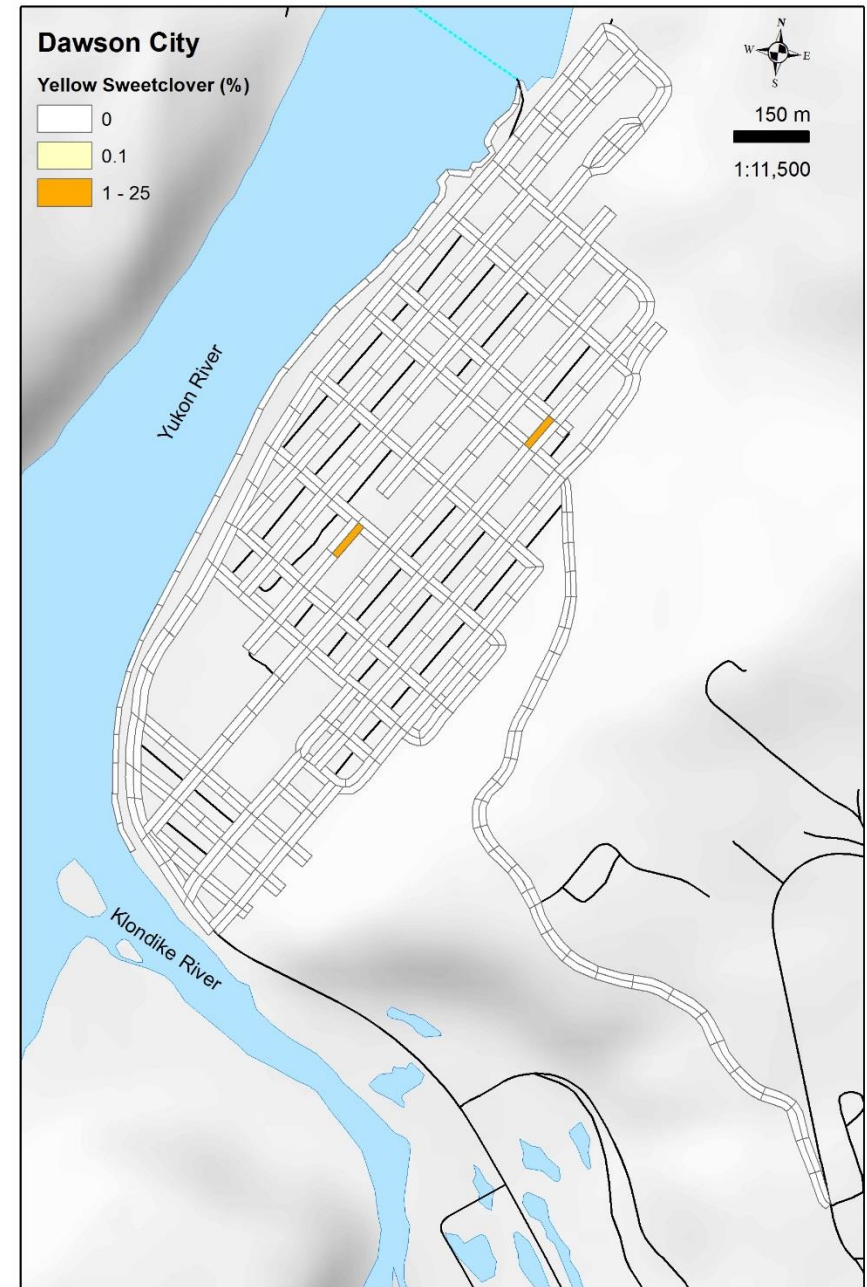 Dawson City
Yellow Sweetclover (%)
0
0.1
1 - 25
N
W
E
S
150 m
1:11,500
Yukon River
Klondike River